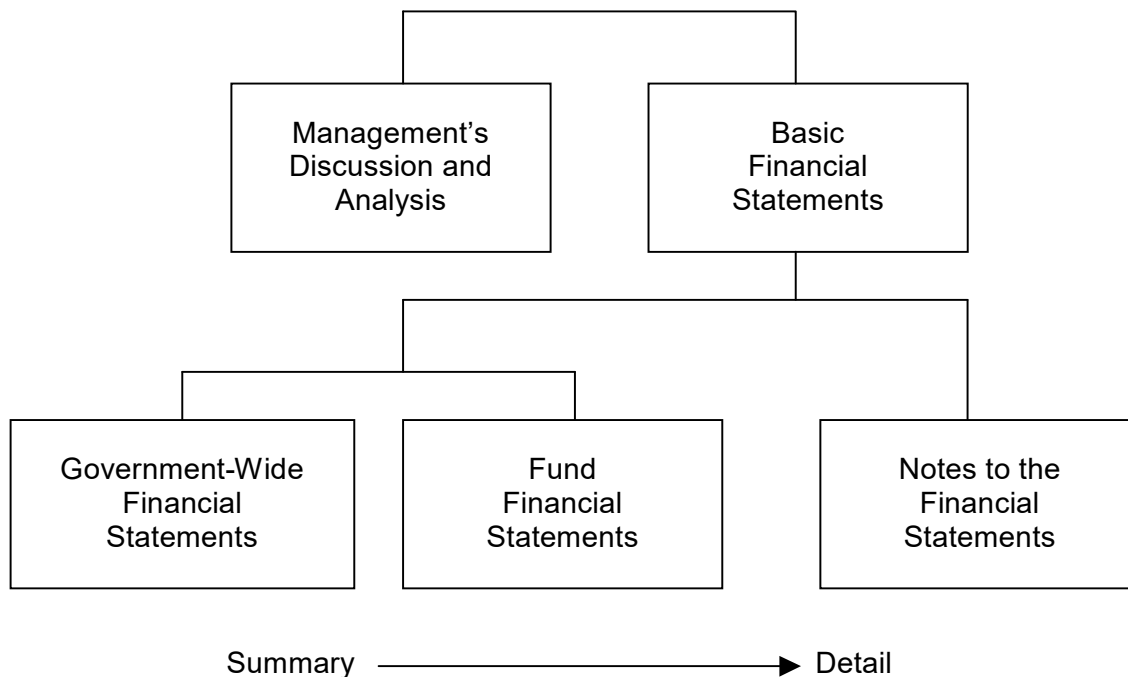 Management’s
Discussion and
Analysis
Basic
Financial
Statements
Government-Wide
Financial
Statements
Fund
Financial
Statements
Notes to the
Financial
Statements
Summary
Detail